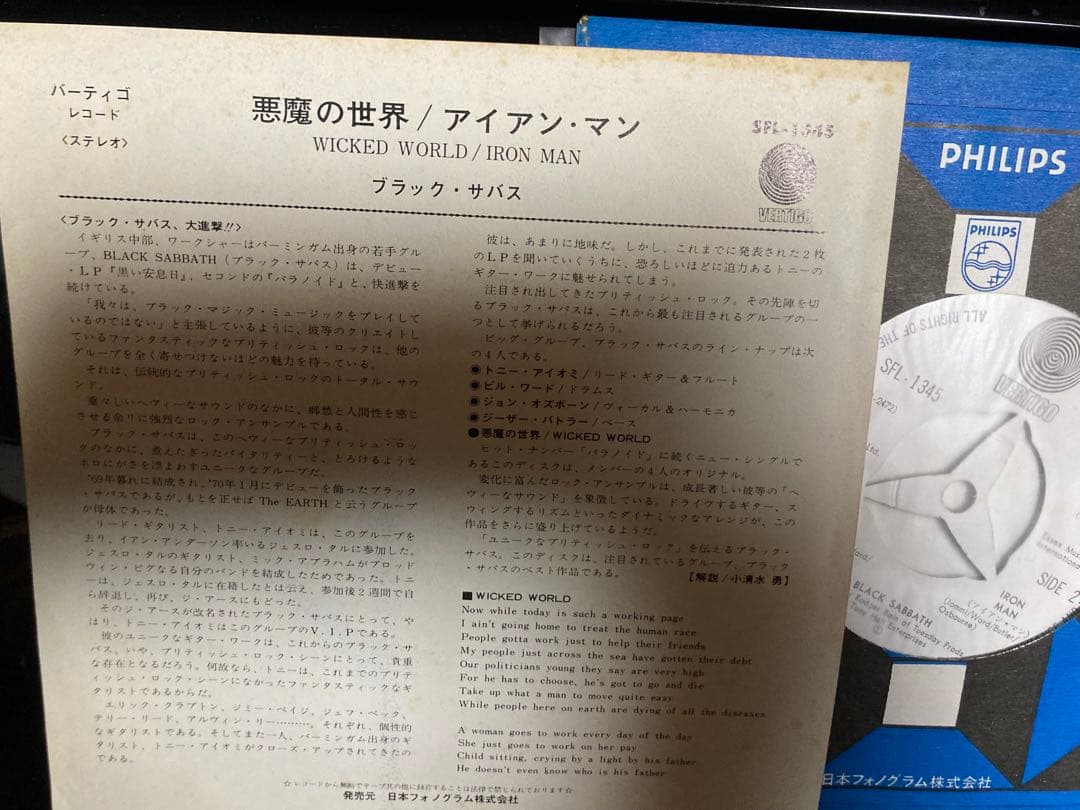 バーティゴ
レコード
〈ステレオ〉
悪魔の世界/アイアン・マン
WICKED WORLD/IRON MAN
ブラック・サバス
SFL-1345
VERTIGO
〈ブラック・サバス、大進撃!!〉
イギリス中部、ワークシャーはバーミンガム出身の若手グル
ープ、BLACK SABBATH(ブラック・サバス)は、デビュー
・LP『黒い安息日』、セコンドの『パラノイド』と、快進撃を
続けている。
「我々は、ブラック・マジック・ミュージックをプレイして
いるのではない」と主張しているように、彼等のクリエイトし
ているファンタスティックなブリティッシュ・ロックは、他の
グループを全く寄せつけないほどの魅力を持っている。
それは、伝統的なブリティッシュ・ロックのトータル・サウ
ンド。
重々しいヘヴィーなサウンドのなかに、郷愁と人間性を感じ
させる余りに強烈なロック・アンサンブルである。
ブラック・サバスは、このヘヴィーなブリティッシュ・ロッ
クのなかに、煮えたぎったバイタリティーと、とろけるような
ホロにがさを漂よわすユニークなグループだ。
'69年暮れに結成され、'70年1月にデビューを飾ったブラック
・サバスであるが、もとを正せば The EARTH と云うグループ
が母体であった。
リード・ギタリスト、トニー・アイオミは、このグループを
去り、イアン・アンダーソン率いるジェスロ・タルに参加した。
ジェスロ・タルのギタリスト、ミック・アブラハムがブロッド
ウィン・ピグなる自分のバンドを結成したためであった。トニ
ーは、ジェスロ・タルに在籍したとは云え、参加後2週間で自
ら辞退し、再び、ジ・アースにもどった。
そのジ・アースが改名されたブラック・サバスにとって、や
はり、トニー・アイオミはこのグループのV.I.Pである。
彼のユニークなギター・ワークは、これからのブラック・サ
バス。いや、ブリティッシュ・ロック・シーンにとって、貴重
な存在となるだろう。何故なら、トニーは、これまでのブリテ
ィッシュ・ロック・シーンになかったファンタスティックなギ
タリストであるからだ。
エリック・クラプトン、ジミー・ペイジ、ジェフ・ベック、
テリー・リード、アルヴィン・リー…………。それぞれ、個性的
なギタリストである。そしてまた一人、バーミンガム出身のギ
タリスト、トニー・アイオミがクローズ・アップされてきたの
である。
彼は、あまりに地味だ。しかし、これまでに発表された2枚
のLPを聞いていくうちに、恐ろしいほどに迫力あるトニーの
ギター・ワークに魅せられてしまう。
注目され出してきたブリティッシュ・ロック。その先陣を切
るブラック・サバスは、これから最も注目されるグループの一
つとして挙げられるだろう。
ビッグ・グループ、ブラック・サバスのライン・ナップは次
の4人である。
●トニー・アイオミ/リード・ギター&フルート
●ビル・ワード/ドラムス
●ジョン・オズボーン/ヴォーカル&ハーモニカ
●ジーザー・バトラー/ベース
●悪魔の世界/WICKED WORLD
ヒット・ナンバー「パラノイド」に続くニュー・シングルで
あるこのディスクは、メンバーの4人のオリジナル。
変化に富んだロック・アンサンブルは、成長著しい彼等の「ヘ
ヴィーなサウンド」を象徴している。ドライヴするギター、ス
ウィングするリズムといったダイナミックなアレンジが、この
作品をさらに盛り上げているようだ。
「ユニークなブリティッシュ・ロック」を伝えるブラック・
サバス。このディスクは、注目されているグループ、ブラック
・サバスのベスト作品である。
【解説/小清水 勇】
■WICKED WORLD
Now while today is such a working page
I ain't going home to treat the human race
People gotta work just to help their friends
My people just across the sea have gotten their debt
Our politicians young they say are very high
For he has to choose, he's got to go and die
Take up what a man to move quite easy
While people here on earth are dying of all the diseases
A woman goes to work every day of the day
She just goes to work on her pay
Child sitting, crying by a light by his father
He doesn't even know who is his father
☆レコードから無断でテープ其の他に録音することは法律で禁じられております☆
発売元 日本フォノグラム株式会社
PHILIPS
PHILIPS
ALL RIGHTS OF THE
SFL-1345
VERTIGO
-2472)
Ltd.
Essex Mus
International
SIDE 2
IRON
MAN
(アイアン・マン)
(Iommi/Ward/Butler/
Osbourne)
BLACK SABBATH
Rodger Bain of Tuesday Prods
Tony Hall Enterprises
日本フォノグラム株式会社